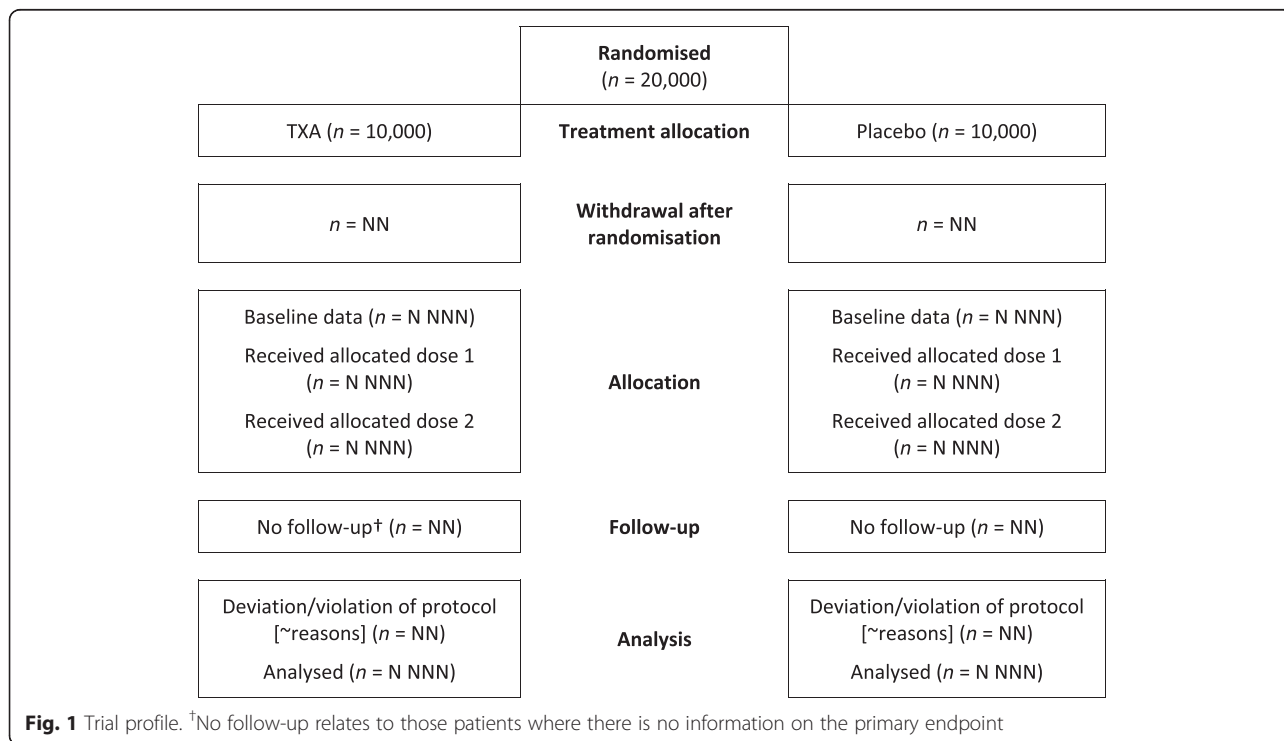 Randomised
(n = 20,000)
TXA (n = 10,000)
Treatment allocation
Placebo (n = 10,000)
n = NN
Withdrawal after
randomisation
n = NN
Baseline data (n = N NNN)
Received allocated dose 1
(n = N NNN)
Received allocated dose 2
(n = N NNN)
Allocation
Baseline data (n = N NNN)
Received allocated dose 1
(n = N NNN)
Received allocated dose 2
(n = N NNN)
No follow-up† (n = NN)
Follow-up
No follow-up (n = NN)
Deviation/violation of protocol
[~reasons] (n = NN)
Analysed (n = N NNN)
Analysis
Deviation/violation of protocol
[~reasons] (n = NN)
Analysed (n = N NNN)
Fig. 1 Trial profile. †No follow-up relates to those patients where there is no information on the primary endpoint